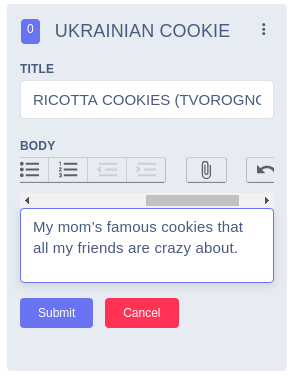 0 UKRAINIAN COOKIE
TITLE
RICOTTA COOKIES (TVOROGN
BODY
My mom's famous cookies that
all my friends are crazy about.
Submit Cancel